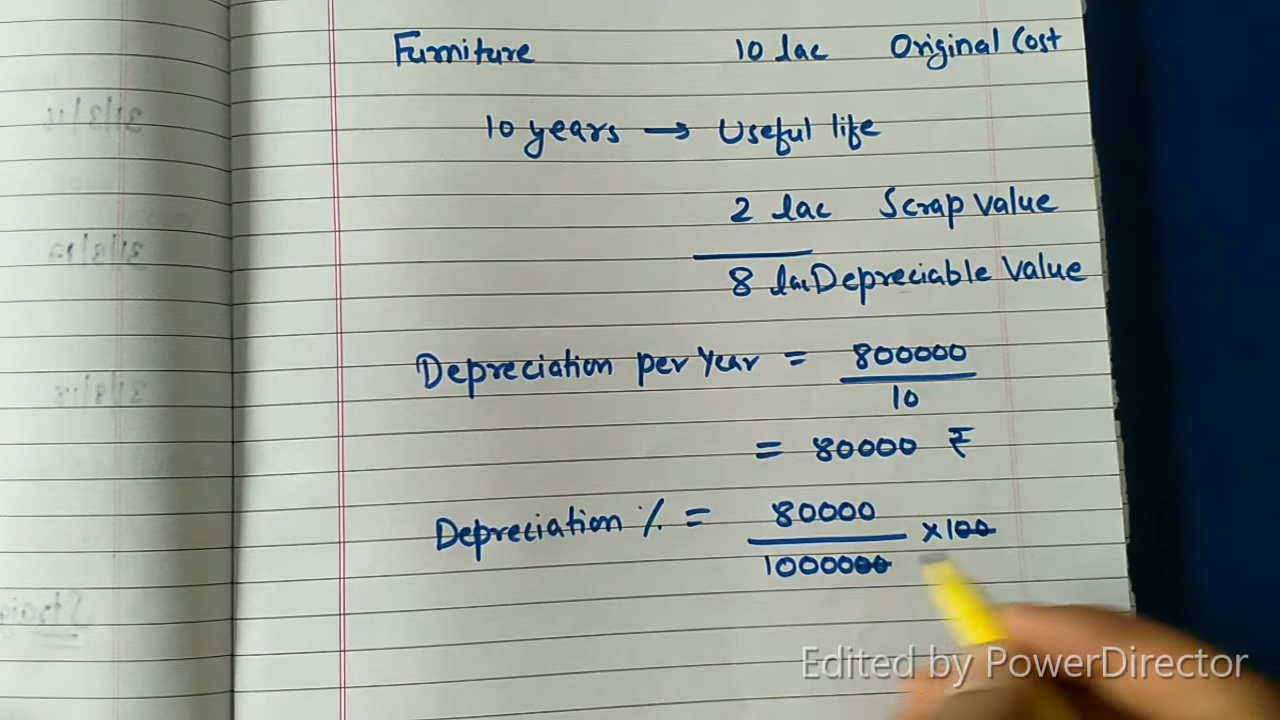 Furniture 10 lac Original Cost
10 years → Useful life
2 lac Scrap value
8 lac Depreciable Value
Depreciation per Year = 800000
10
= 80000 ₹
Depreciation % = 80000 ×100
1000000
Edited by PowerDirector